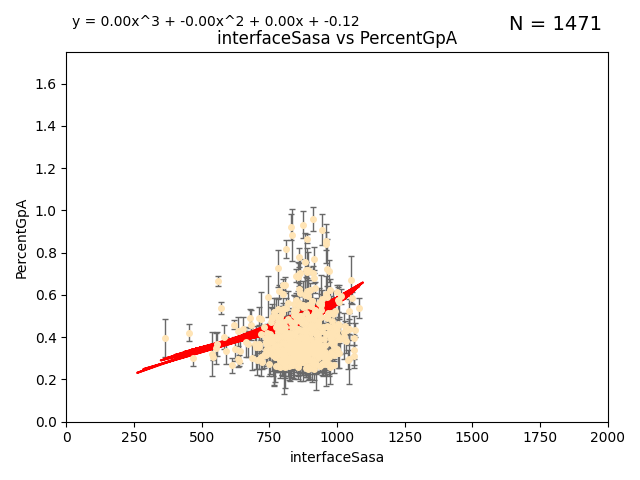 y = 0.00x^3 + -0.00x^2 + 0.00x + -0.12
N = 1471
interfaceSasa vs PercentGpA
PercentGpA
1.6
1.4
1.2
1.0
0.8
0.6
0.4
0.2
0.0
0 250 500 750 1000 1250 1500 1750 2000
interfaceSasa